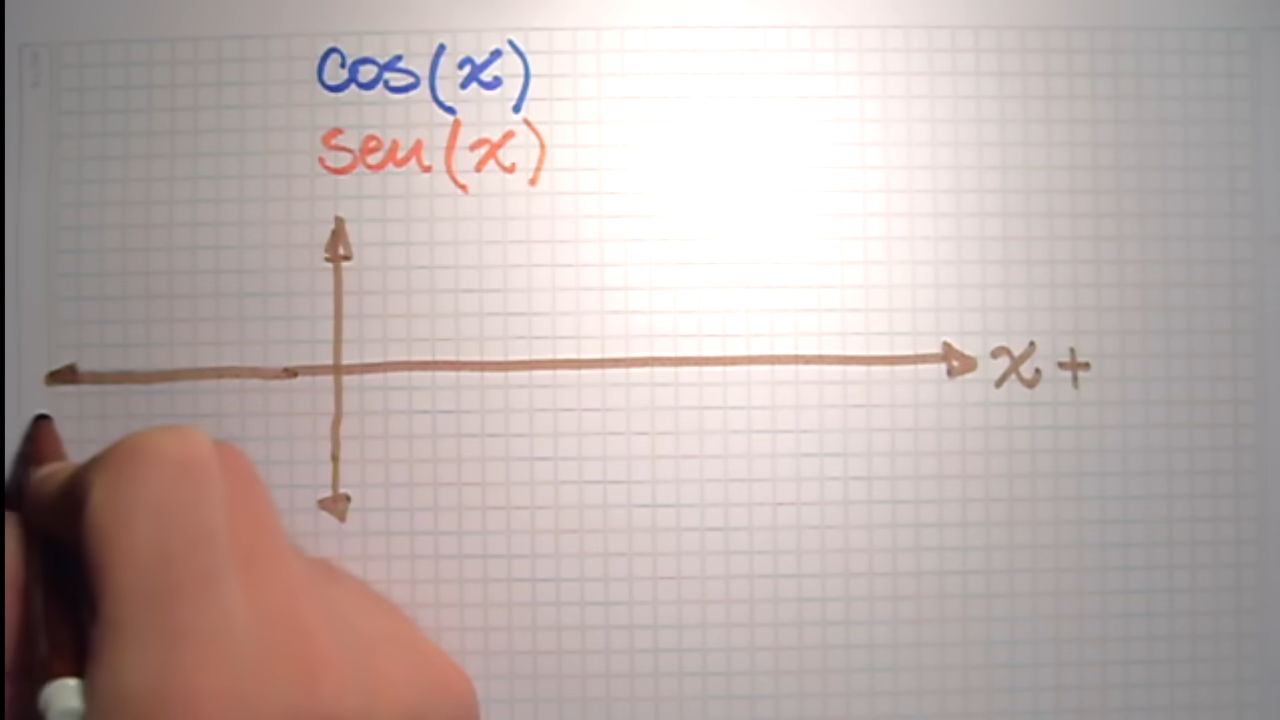 cos(x)
sen(x)
x +